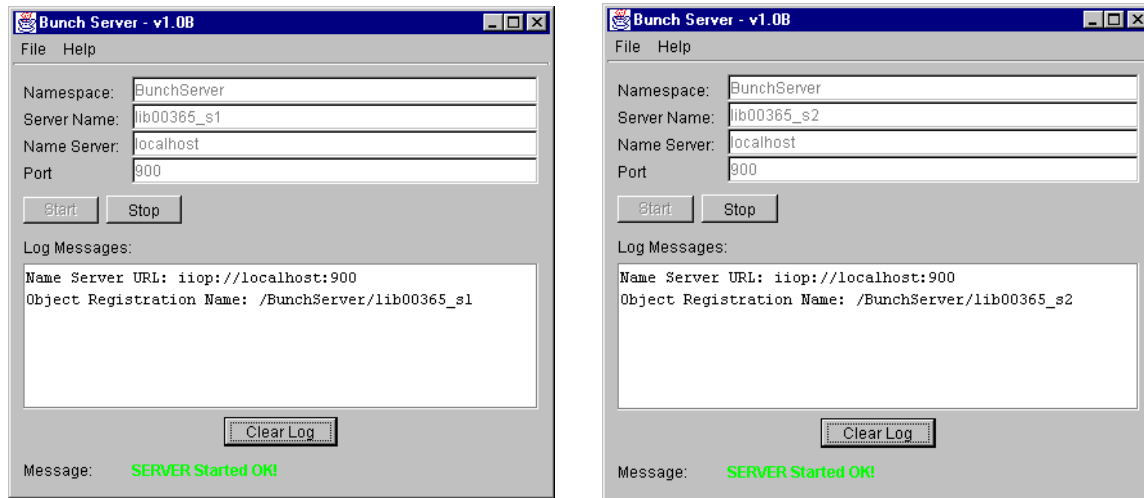 Bunch Server - v1.0B
File Help
Namespace: BunchServer
Server Name: lib00365_s1
Name Server: localhost
Port 900
Start Stop
Log Messages:
Name Server URL: iiop://localhost:900
Object Registration Name: /BunchServer/lib00365_s1
Clear Log
Message: SERVER Started OK!
Bunch Server - v1.0B
File Help
Namespace: BunchServer
Server Name: lib00365_s2
Name Server: localhost
Port 900
Start Stop
Log Messages:
Name Server URL: iiop://localhost:900
Object Registration Name: /BunchServer/lib00365_s2
Clear Log
Message: SERVER Started OK!